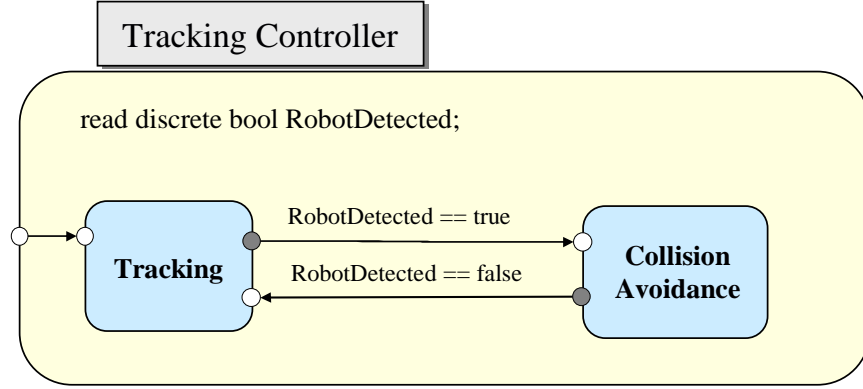 Tracking Controller
read discrete bool RobotDetected;
RobotDetected == true
Tracking
RobotDetected == false
Collision
Avoidance